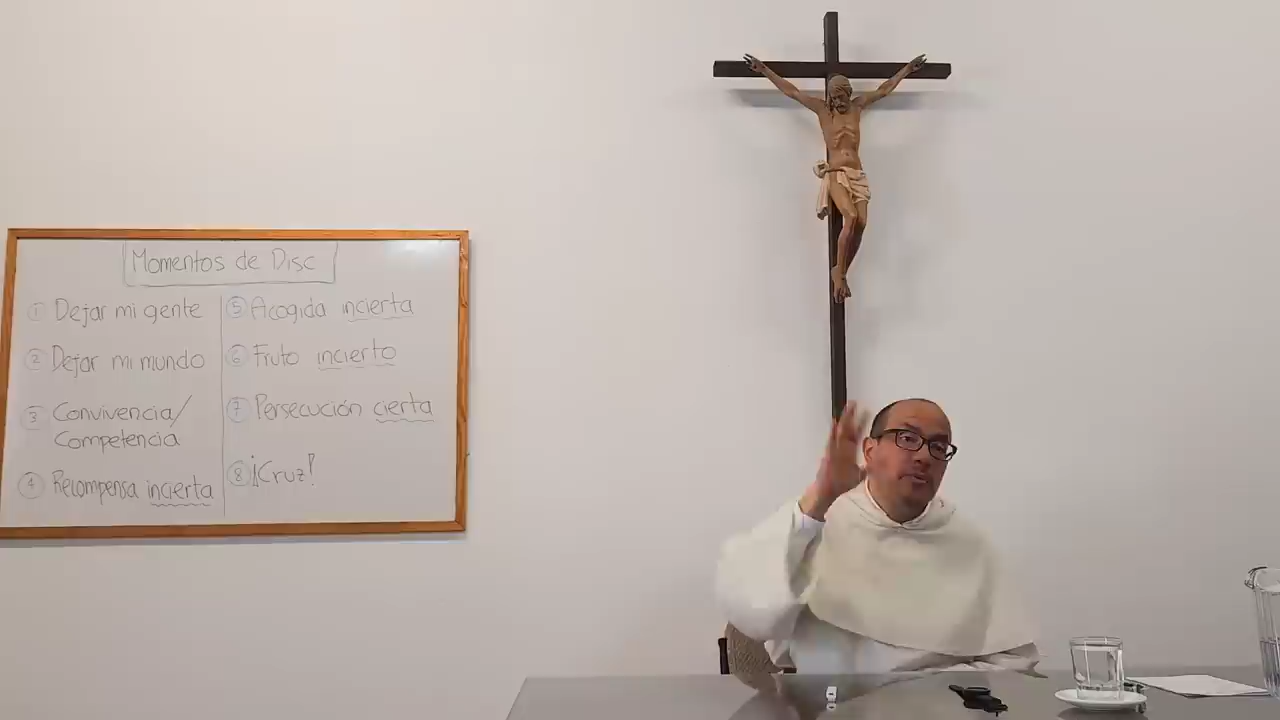 Momentos de Disc
1 Dejar mi gente
2 Dejar mi mundo
3 Convivencia/
Competencia
4 Recompensa incierta
5 Acogida incierta
6 Fruto incierto
7 Persecución cierta
8 ¡Cruz!